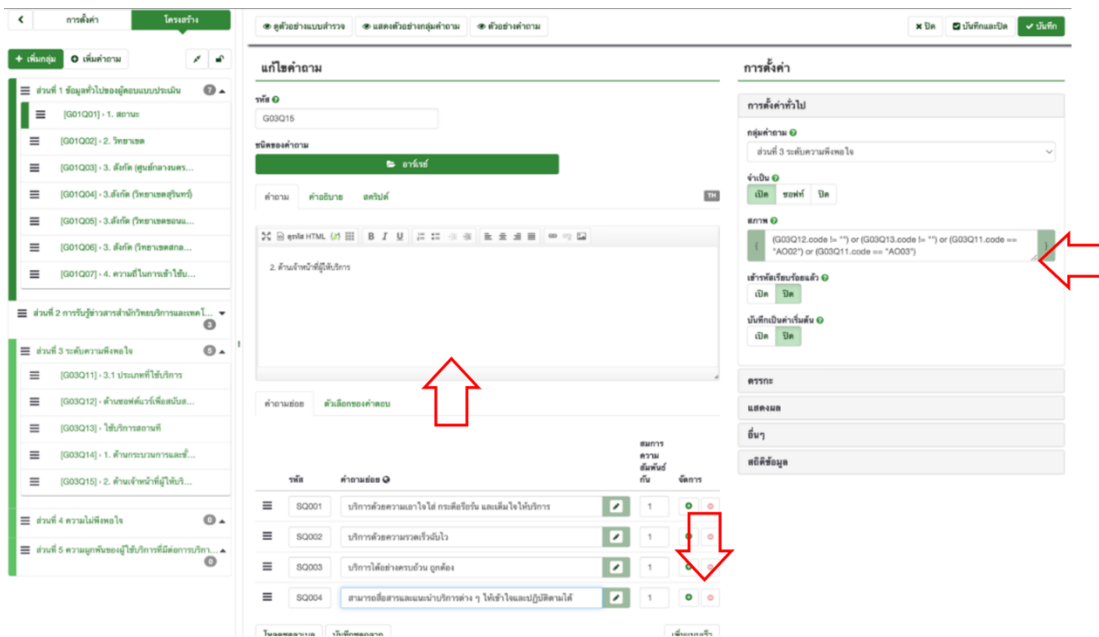 การตั้งค่า
โครงสร้าง
ดูตัวอย่างแบบสำรวจ
แสดงตัวอย่างกลุ่มคำถาม
ตัวอย่างคำถาม
ปิด
บันทึกและปิด
บันทึก
+ เพิ่มกลุ่ม
เพิ่มคำถาม
ส่วนที่ 1 ข้อมูลทั่วไปของผู้ตอบแบบประเมิน 7
[G01Q01] - 1. สถานะ
[G01Q02] - 2. วิทยาเขต
[G01Q03] - 3. สังกัด (ศูนย์กลางนคร...
[G01Q04] - 3.สังกัด (วิทยาเขตสุรินทร์)
[G01Q05] - 3.สังกัด (วิทยาเขตขอนแ...
[G01Q06] - 3. สังกัด (วิทยาเขตสกล...
[G01Q07] - 4. ความถี่ในการเข้าใช้บ...
ส่วนที่ 2 การรับรู้ข่าวสารสำนักวิทยบริการและเทคโ...
3
ส่วนที่ 3 ระดับความพึงพอใจ 5
[G03Q11] - 3.1 ประเภทที่ใช้บริการ
[G03Q12] - ด้านซอฟต์แวร์เพื่อสนับส...
[G03Q13] - ใช้บริการสถานที่
[G03Q14] - 1. ด้านกระบวนการและขั้...
[G03Q15] - 2. ด้านเจ้าหน้าที่ผู้ให้บริ...
ส่วนที่ 4 ความไม่พึงพอใจ 0
ส่วนที่ 5 ความผูกพันของผู้ใช้บริการที่มีต่อการบริกา...
0
แก้ไขคำถาม
รหัส
G03Q15
ชนิดของคำถาม
อาร์เรย์
คำถาม
คำอธิบาย
สคริปต์
TH
ดูรหัส HTML
B I U
2. ด้านเจ้าหน้าที่ผู้ให้บริการ
คำถามย่อย
ตัวเลือกของคำตอบ
รหัส
คำถามย่อย
สมการ
ความ
สัมพันธ์
กัน
จัดการ
SQ001 บริการด้วยความเอาใจใส่ กระตือรือร้น และเต็มใจให้บริการ 1
SQ002 บริการด้วยความรวดเร็วฉับไว 1
SQ003 บริการได้อย่างครบถ้วน ถูกต้อง 1
SQ004 สามารถสื่อสารและแนะนำบริการต่าง ๆ ให้เข้าใจและปฏิบัติตามได้ 1
การตั้งค่า
การตั้งค่าทั่วไป
กลุ่มคำถาม
ส่วนที่ 3 ระดับความพึงพอใจ
จำเป็น
เปิด ซอฟท์ ปิด
สภาพ
{ (G03Q12.code != "") or (G03Q13.code != "") or (G03Q11.code == }
"AO02") or (G03Q11.code == "AO03")
เข้ารหัสเรียบร้อยแล้ว
เปิด ปิด
บันทึกเป็นค่าเริ่มต้น
เปิด ปิด
ตรรกะ
แสดงผล
อื่นๆ
สถิติข้อมูล